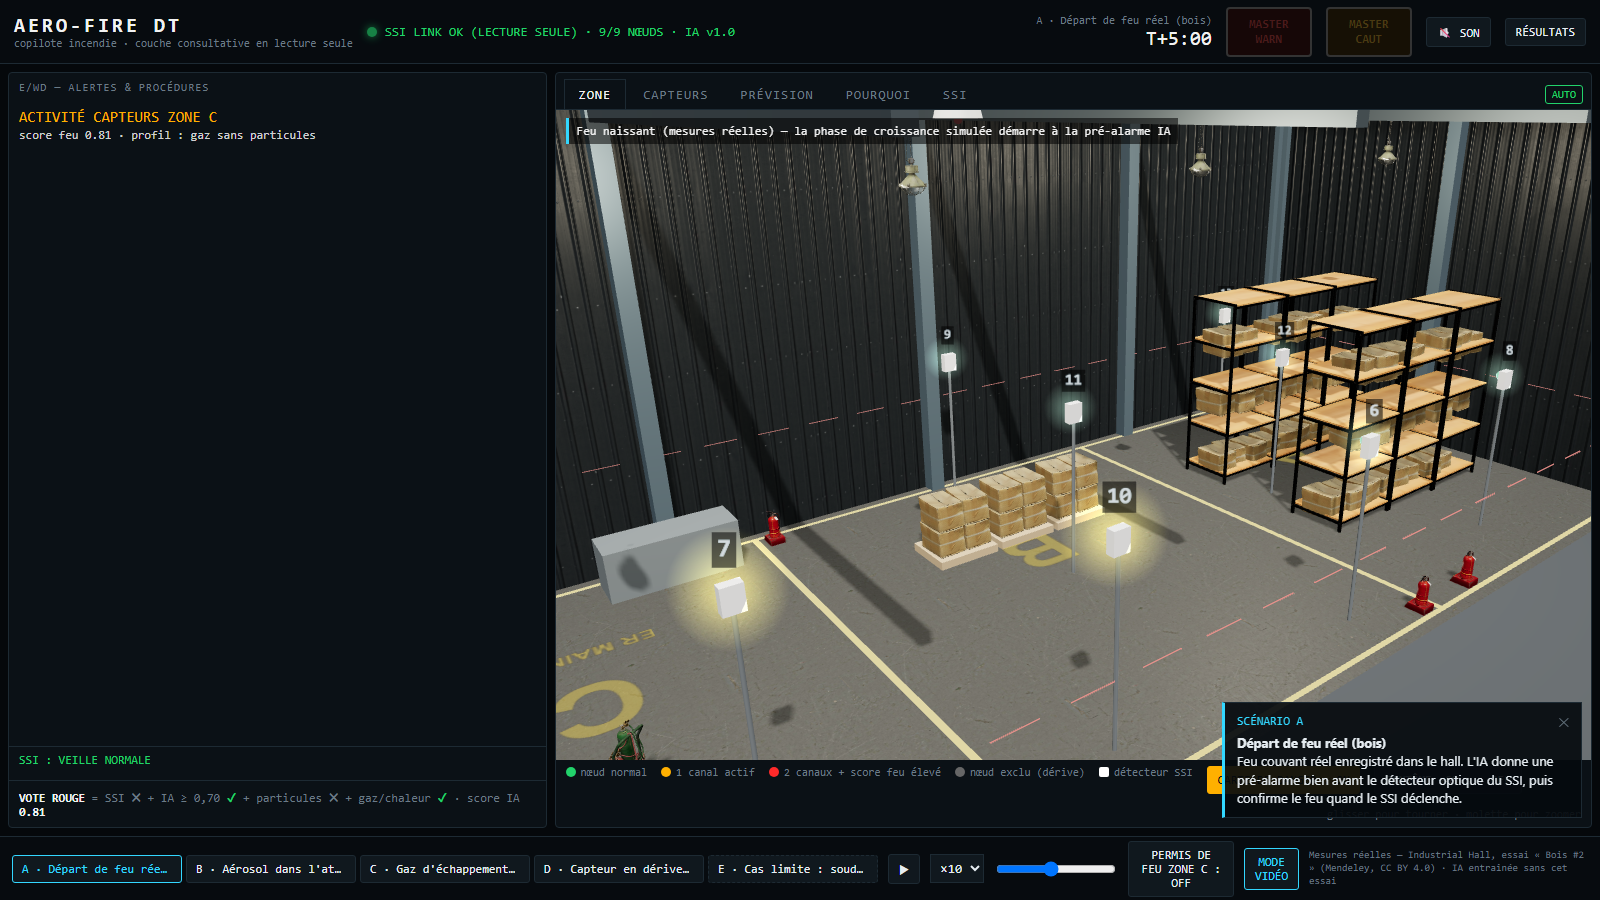 AERO-FIRE DT
copilote incendie · couche consultative en lecture seule
SSI LINK OK (LECTURE SEULE) · 9/9 NŒUDS · IA v1.0
A · Départ de feu réel (bois)
T+5:00
MASTER
WARN
MASTER
CAUT
SON
RÉSULTATS
E/WD — ALERTES & PROCÉDURES
ACTIVITÉ CAPTEURS ZONE C
score feu 0.81 · profil : gaz sans particules
SSI : VEILLE NORMALE
VOTE ROUGE = SSI ✕ + IA ≥ 0,70 ✓ + particules ✕ + gaz/chaleur ✓ · score IA
0.81
ZONE
CAPTEURS
PRÉVISION
POURQUOI
SSI
AUTO
Feu naissant (mesures réelles) — la phase de croissance simulée démarre à la pré-alarme IA
9
11
12
8
6
10
7
B
C
nœud normal
1 canal actif
2 canaux + score feu élevé
nœud exclu (dérive)
détecteur SSI
SCÉNARIO A
Départ de feu réel (bois)
Feu couvant réel enregistré dans le hall. L'IA donne une
pré-alarme bien avant le détecteur optique du SSI, puis
confirme le feu quand le SSI déclenche.
A · Départ de feu rée…
B · Aérosol dans l'at…
C · Gaz d'échappement…
D · Capteur en dérive…
E · Cas limite : soud…
×10
PERMIS DE
FEU ZONE C :
OFF
MODE
VIDÉO
Mesures réelles — Industrial Hall, essai « Bois #2
» (Mendeley, CC BY 4.0) · IA entraînée sans cet
essai